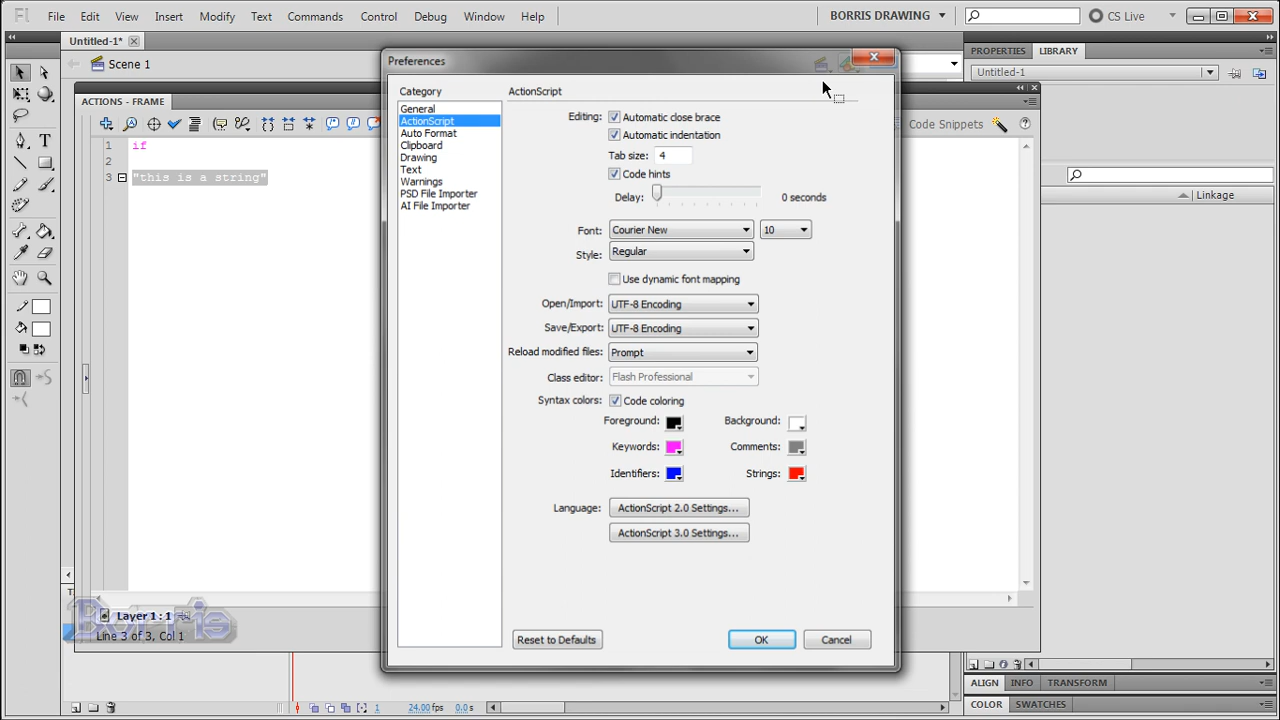 Fl File Edit View Insert Modify Text Commands Control Debug Window Help BORRIS DRAWING CS Live
Untitled-1*
Scene 1
ACTIONS - FRAME
Code Snippets
1 if
2
3 "this is a string"
Layer 1 : 1
Line 3 of 3, Col 1
Borris
Preferences
Category
General
ActionScript
Auto Format
Clipboard
Drawing
Text
Warnings
PSD File Importer
AI File Importer
ActionScript
Editing: Automatic close brace
Automatic indentation
Tab size: 4
Code hints
Delay: 0 seconds
Font: Courier New 10
Style: Regular
Use dynamic font mapping
Open/Import: UTF-8 Encoding
Save/Export: UTF-8 Encoding
Reload modified files: Prompt
Class editor: Flash Professional
Syntax colors: Code coloring
Foreground: Background:
Keywords: Comments:
Identifiers: Strings:
Language: ActionScript 2.0 Settings...
ActionScript 3.0 Settings...
Reset to Defaults OK Cancel
PROPERTIES LIBRARY
Untitled-1
Linkage
ALIGN INFO TRANSFORM
COLOR SWATCHES
1 24.00 fps 0.0 s